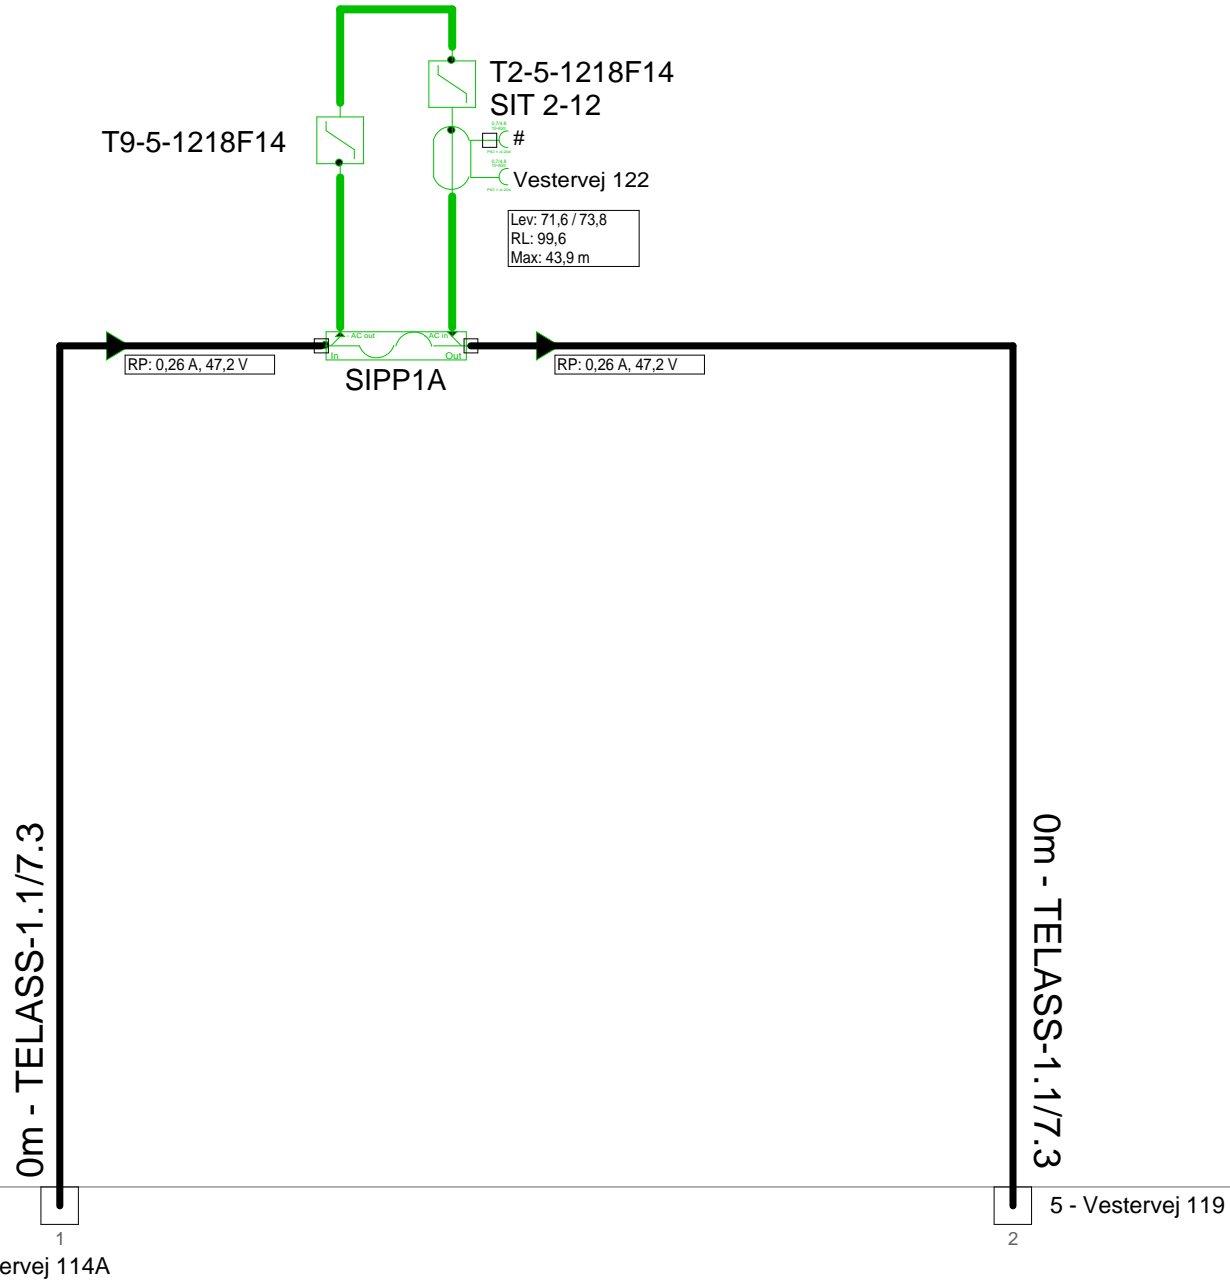 T2-5-1218F14
SIT 2-12
T9-5-1218F14
#
Vestervej 122
Lev: 71,6 / 73,8
RL: 99,6
Max: 43,9 m
AC out
AC in
In
Out
RP: 0,26 A, 47,2 V
RP: 0,26 A, 47,2 V
SIPP1A
0m - TELASS-1.1/7.3
0m - TELASS-1.1/7.3
5 - Vestervej 119
1
2
ervej 114A